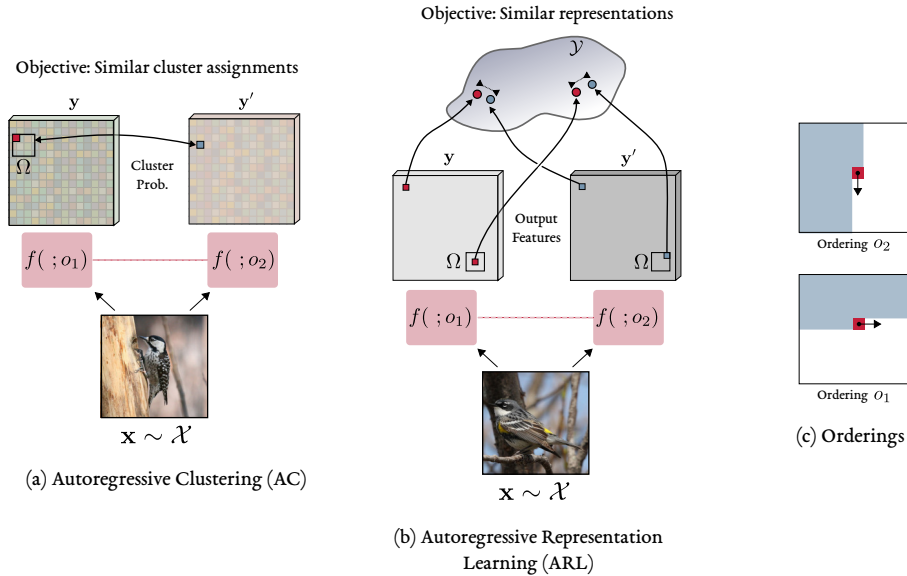 Objective: Similar cluster assignments
y
y′
Ω
Cluster
Prob.
f( ; o₁)
f( ; o₂)
x ∼ 𝒳
(a) Autoregressive Clustering (AC)
Objective: Similar representations
𝒴
y
y′
Output
Features
Ω
Ω
f( ; o₁)
f( ; o₂)
x ∼ 𝒳
(b) Autoregressive Representation
Learning (ARL)
Ordering o₂
Ordering o₁
(c) Orderings